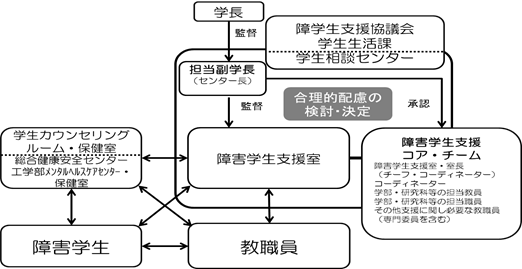 学長
監督
障学生支援協議会
学生生活課
学生相談センター
担当副学長
（センター長）
監督
合理的配慮の
検討・決定
承認
学生カウンセリング
ルーム・保健室
総合健康安全センター
工学部メンタルヘルスケアセンター・
保健室
障害学生支援室
障害学生支援
コア・チーム
障害学生支援室・室長
（チーフ・コーディネーター）
コーディネーター
学部・研究科等の担当教員
学部・研究科等の担当職員
その他支援に関し必要な教職員
（専門委員を含む）
障害学生
教職員